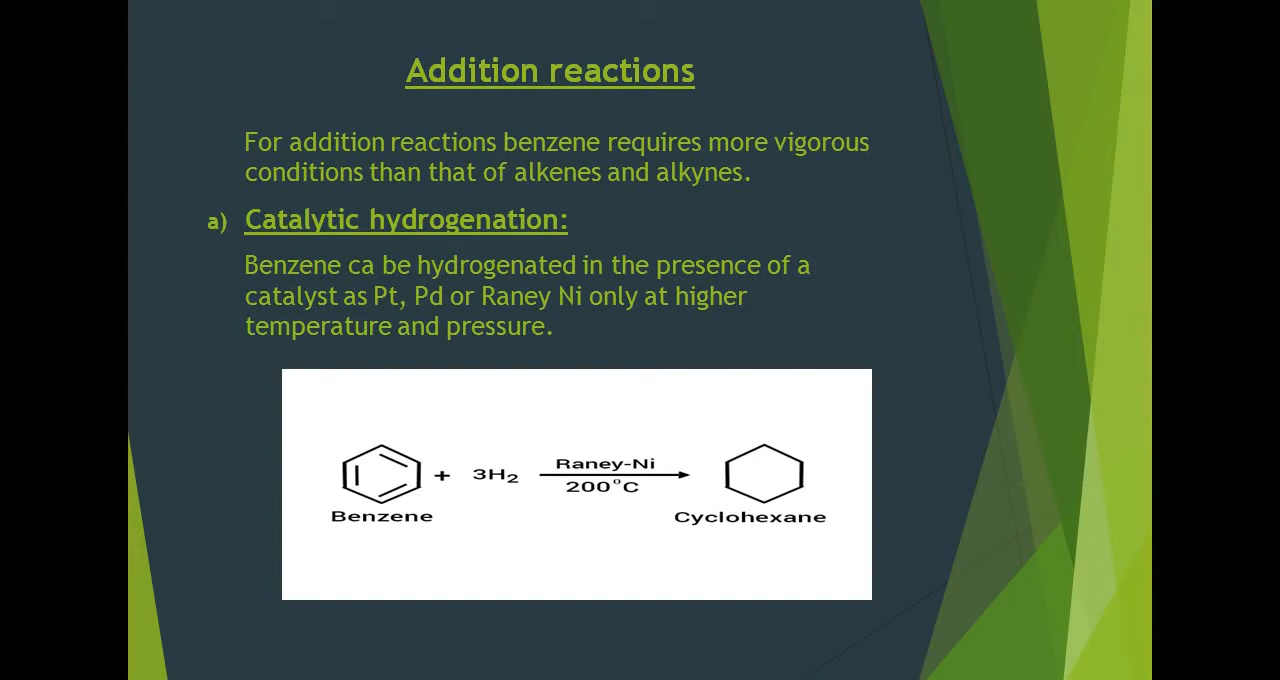 Addition reactions
For addition reactions benzene requires more vigorous
conditions than that of alkenes and alkynes.
a) Catalytic hydrogenation:
Benzene ca be hydrogenated in the presence of a
catalyst as Pt, Pd or Raney Ni only at higher
temperature and pressure.
+ 3H₂ Raney-Ni
200°C
Benzene Cyclohexane